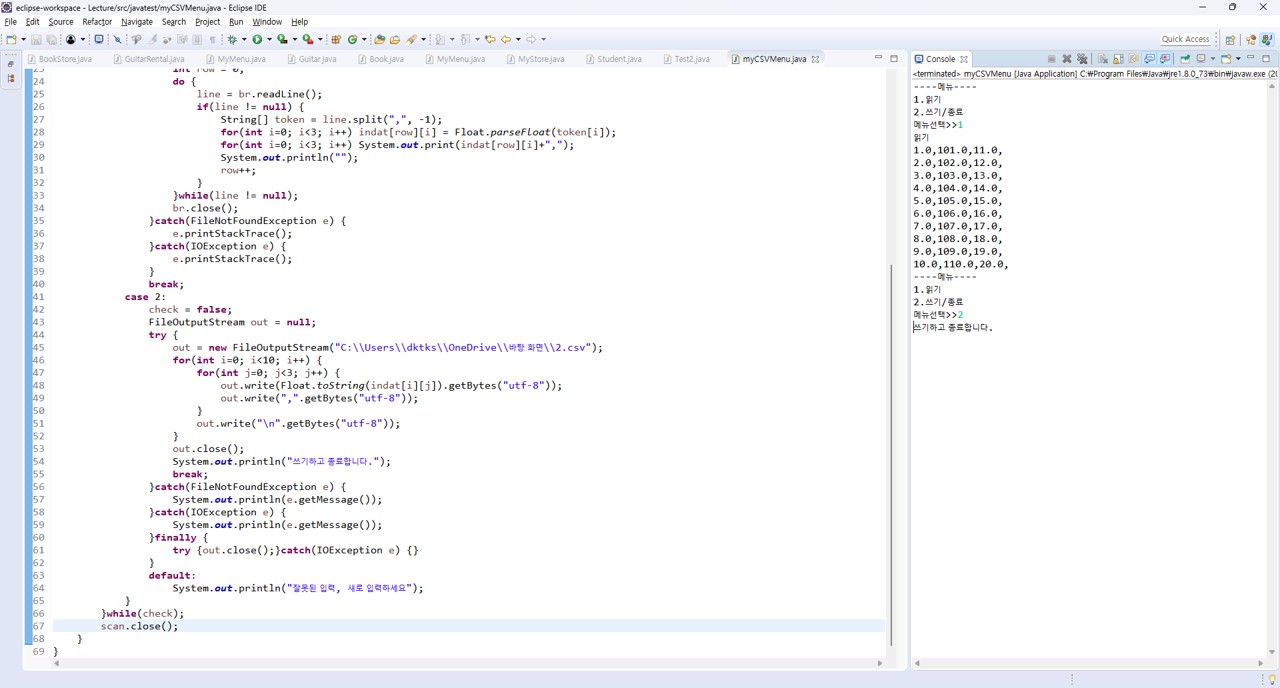 eclipse-workspace - Lecture/src/javatest/myCSVMenu.java - Eclipse IDE
File Edit Source Refactor Navigate Search Project Run Window Help
Quick Access
BookStore.java GuitarRental.java MyMenu.java Guitar.java Book.java MyMenu.java MyStore.java Student.java Test2.java myCSVMenu.java
23 int row = 0;
24 do {
25 line = br.readLine();
26 if(line != null) {
27 String[] token = line.split(",", -1);
28 for(int i=0; i<3; i++) indat[row][i] = Float.parseFloat(token[i]);
29 for(int i=0; i<3; i++) System.out.print(indat[row][i]+",");
30 System.out.println("");
31 row++;
32 }
33 }while(line != null);
34 br.close();
35 }catch(FileNotFoundException e) {
36 e.printStackTrace();
37 }catch(IOException e) {
38 e.printStackTrace();
39 }
40 break;
41 case 2:
42 check = false;
43 FileOutputStream out = null;
44 try {
45 out = new FileOutputStream("C:\\Users\\dktks\\OneDrive\\바탕 화면\\2.csv");
46 for(int i=0; i<10; i++) {
47 for(int j=0; j<3; j++) {
48 out.write(Float.toString(indat[i][j]).getBytes("utf-8"));
49 out.write(",".getBytes("utf-8"));
50 }
51 out.write("\n".getBytes("utf-8"));
52 }
53 out.close();
54 System.out.println("쓰기하고 종료합니다.");
55 break;
56 }catch(FileNotFoundException e) {
57 System.out.println(e.getMessage());
58 }catch(IOException e) {
59 System.out.println(e.getMessage());
60 }finally {
61 try {out.close();}catch(IOException e) {}
62 }
63 default:
64 System.out.println("잘못된 입력, 새로 입력하세요");
65 }
66 }while(check);
67 scan.close();
68 }
69 }
Console
<terminated> myCSVMenu [Java Application] C:₩Program Files₩Java₩jre1.8.0_73₩bin₩javaw.exe (20
----메뉴----
1.읽기
2.쓰기/종료
메뉴선택>>1
읽기
1.0,101.0,11.0,
2.0,102.0,12.0,
3.0,103.0,13.0,
4.0,104.0,14.0,
5.0,105.0,15.0,
6.0,106.0,16.0,
7.0,107.0,17.0,
8.0,108.0,18.0,
9.0,109.0,19.0,
10.0,110.0,20.0,
----메뉴----
1.읽기
2.쓰기/종료
메뉴선택>>2
쓰기하고 종료합니다.